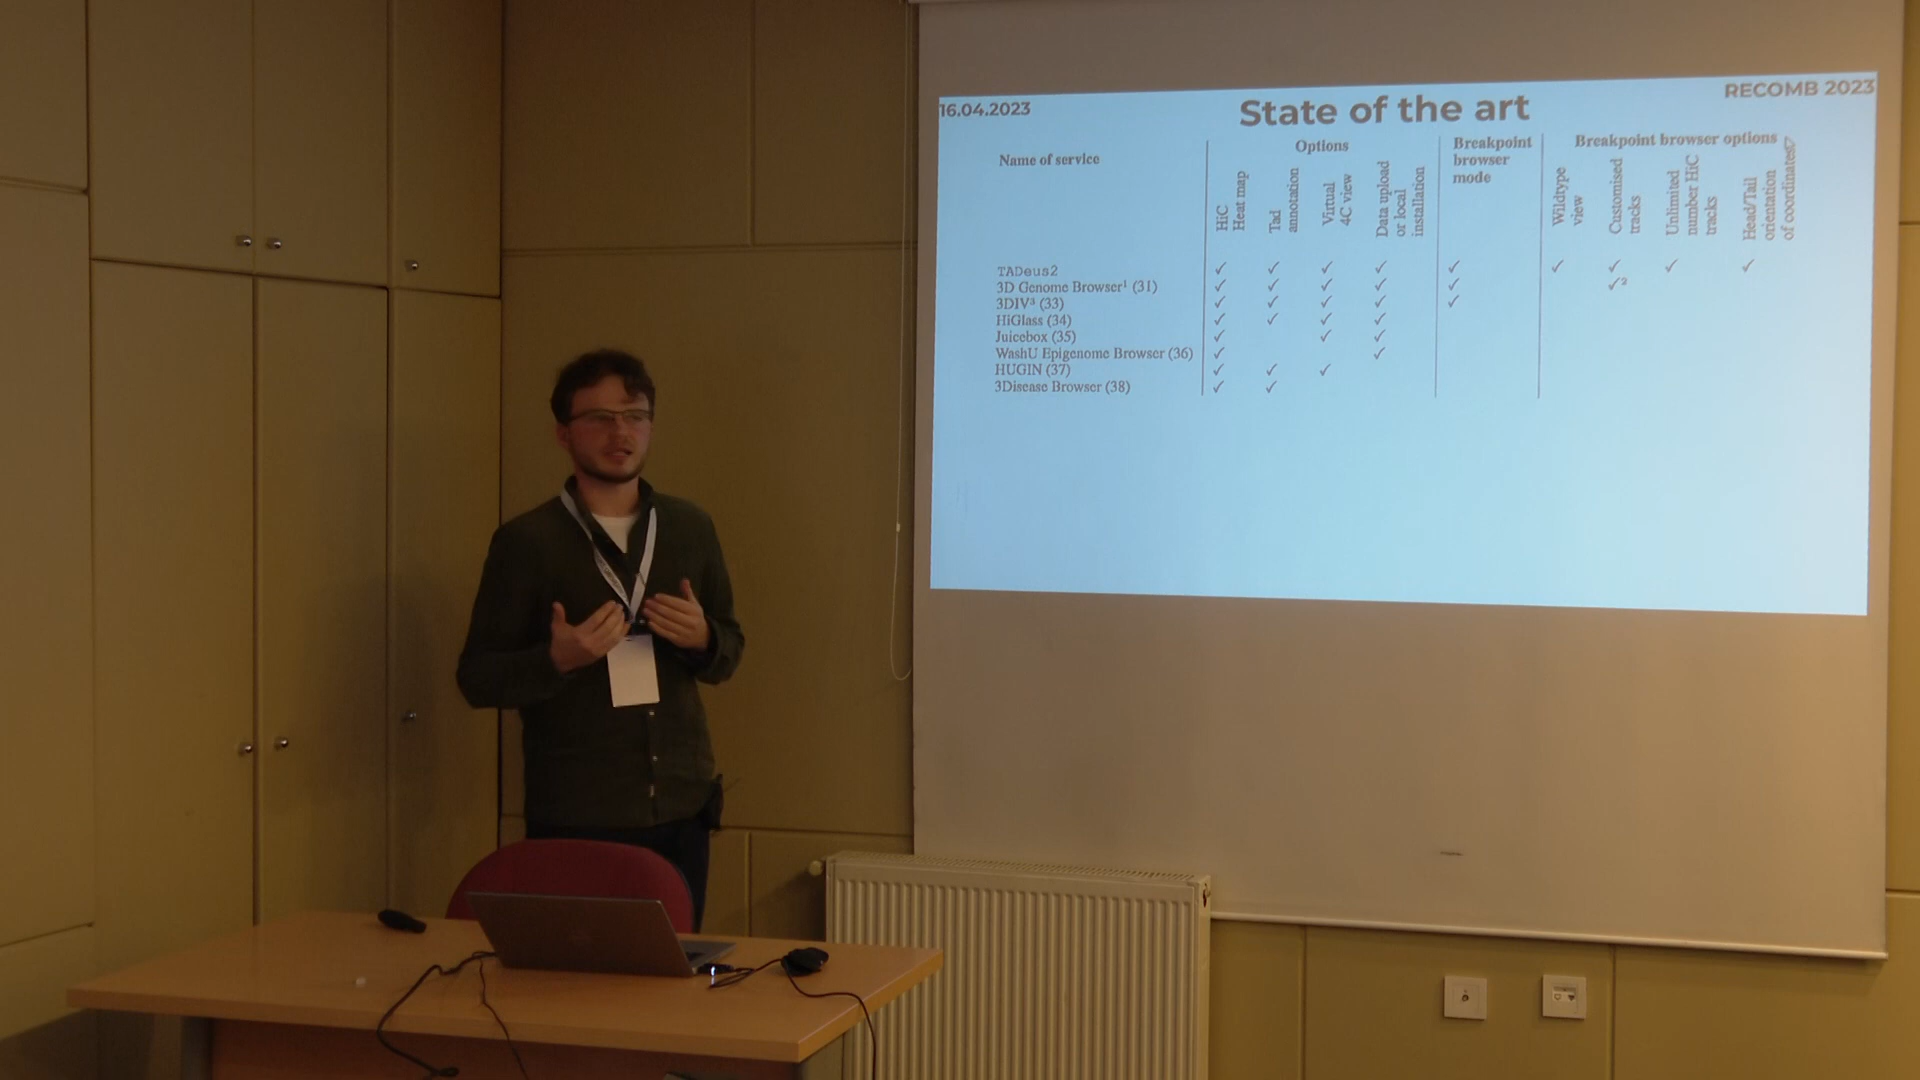 16.04.2023
State of the art
RECOMB 2023
Name of service
Options
Breakpoint browser mode
Breakpoint browser options
HiC Heat map
Tad annotation
Virtual 4C view
Data upload or local installation
Wildtype view
Customised tracks
Unlimited number HiC tracks
Head/Tail orientation of coordinates
TADeus2 ✓ ✓ ✓ ✓ ✓ ✓ ✓ ✓ ✓
3D Genome Browser¹ (31) ✓ ✓ ✓ ✓ ✓ ✓²
3DIV³ (33) ✓ ✓ ✓ ✓ ✓
HiGlass (34) ✓ ✓ ✓ ✓
Juicebox (35) ✓ ✓ ✓
WashU Epigenome Browser (36) ✓ ✓
HUGIN (37) ✓ ✓ ✓
3Disease Browser (38) ✓ ✓